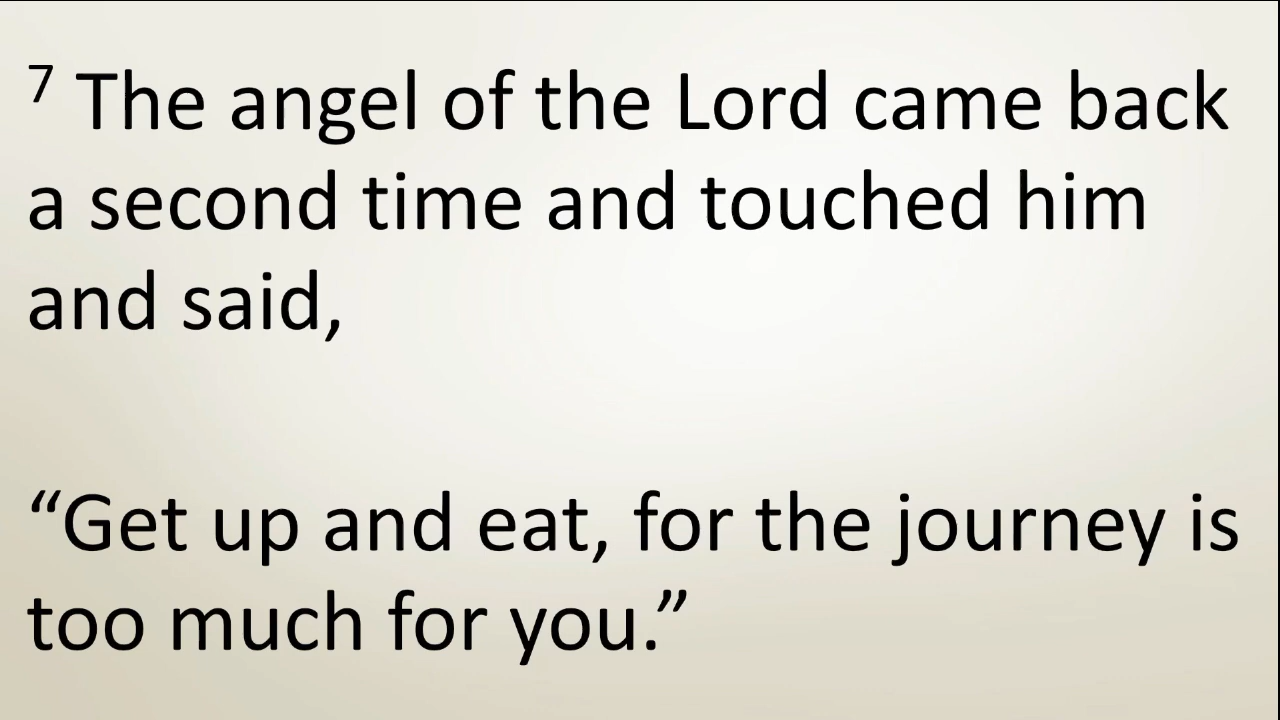 7 The angel of the Lord came back
a second time and touched him
and said,
“Get up and eat, for the journey is
too much for you.”